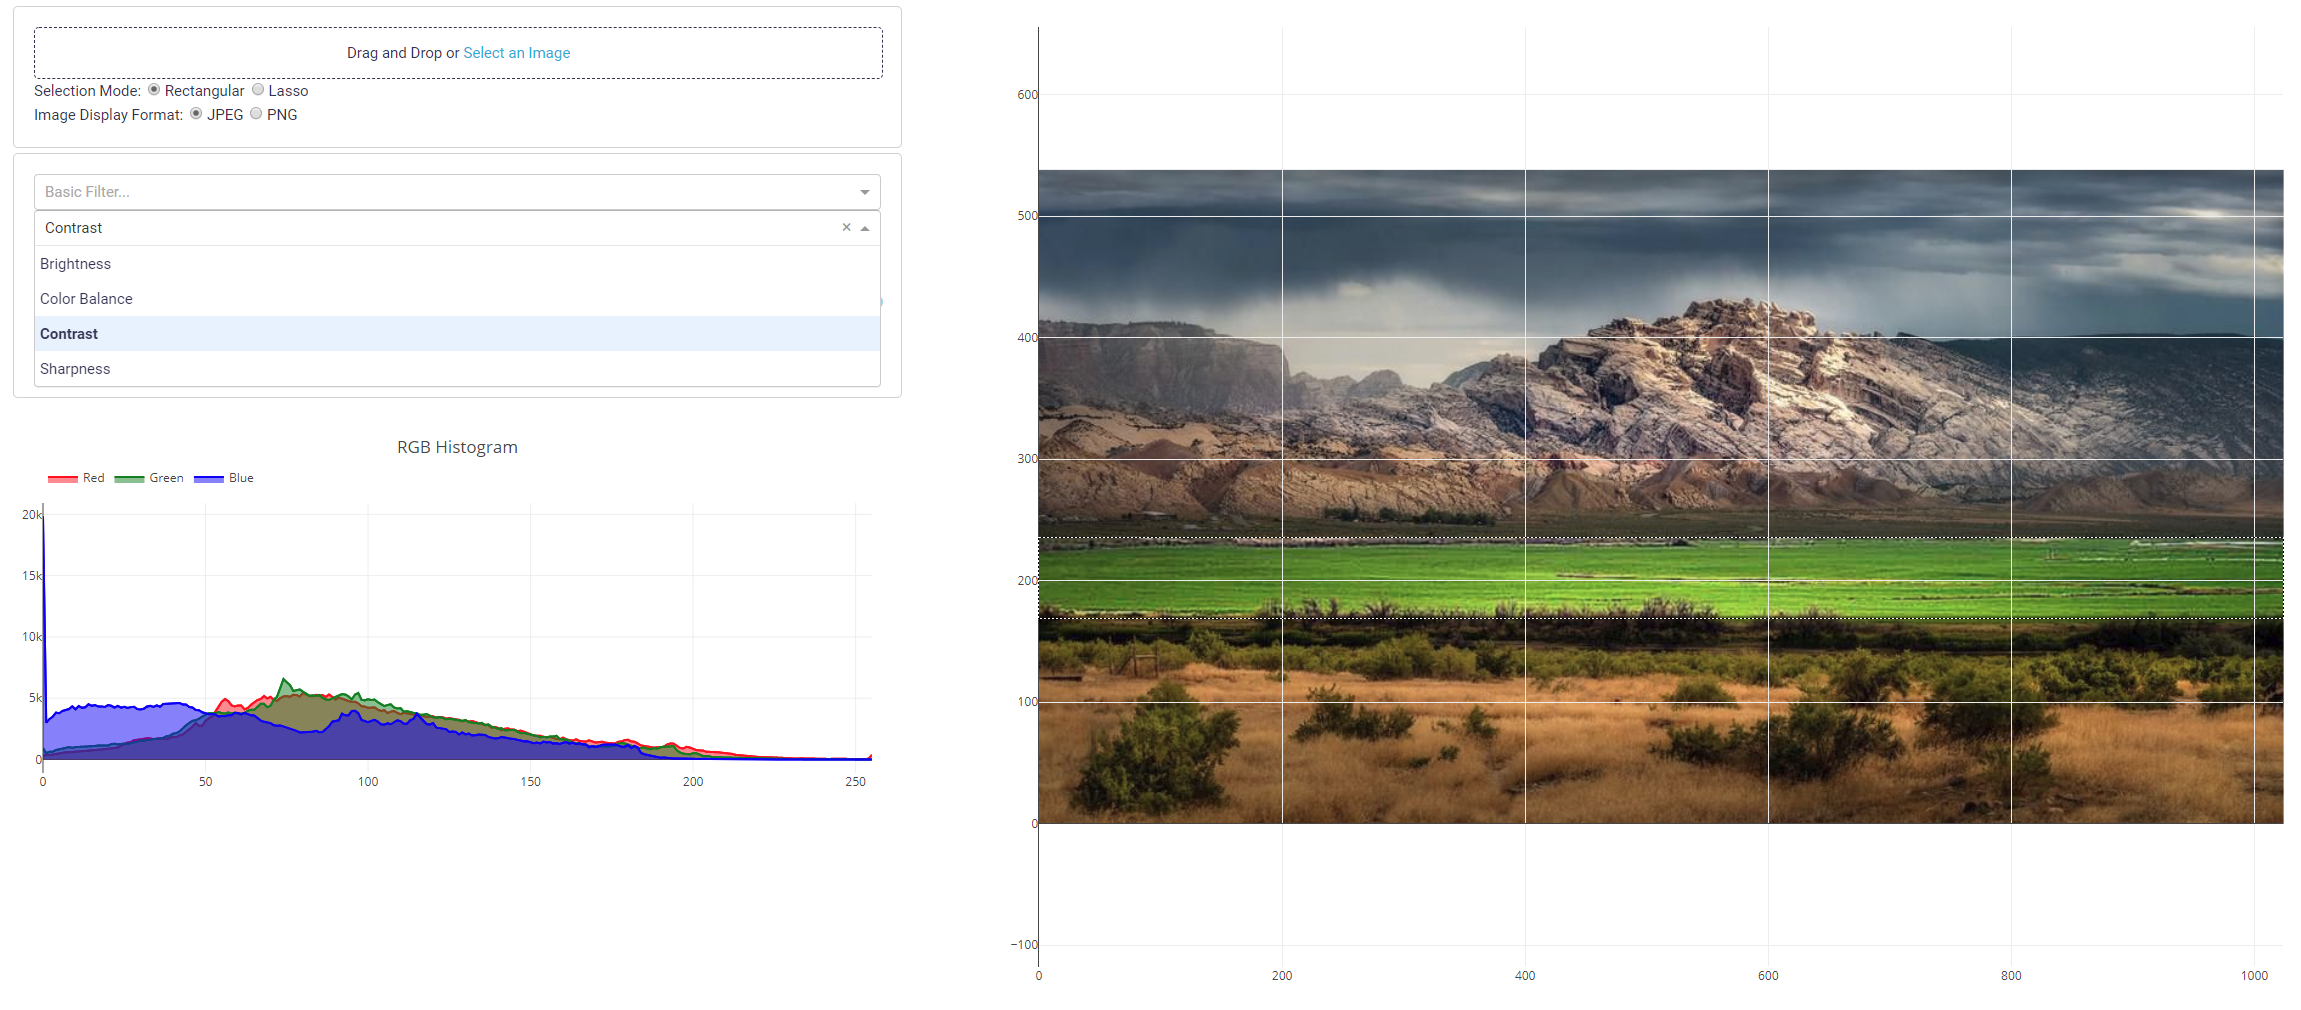 Drag and Drop or Select an Image
Selection Mode: Rectangular Lasso
Image Display Format: JPEG PNG
Basic Filter...
Contrast ×
Brightness
Color Balance
Contrast
Sharpness
RGB Histogram
Red Green Blue
20k
15k
10k
5k
0
0 50 100 150 200 250
600
500
400
300
200
100
0
−100
0 200 400 600 800 1000